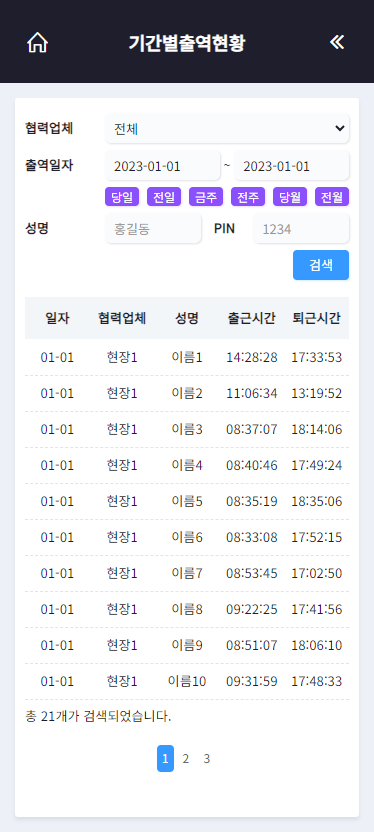 기간별출역현황
협력업체 전체
출역일자 2023-01-01 ~ 2023-01-01
당일 전일 금주 전주 당월 전월
성명 홍길동 PIN 1234
검색
일자 협력업체 성명 출근시간 퇴근시간
01-01 현장1 이름1 14:28:28 17:33:53
01-01 현장1 이름2 11:06:34 13:19:52
01-01 현장1 이름3 08:37:07 18:14:06
01-01 현장1 이름4 08:40:46 17:49:24
01-01 현장1 이름5 08:35:19 18:35:06
01-01 현장1 이름6 08:33:08 17:52:15
01-01 현장1 이름7 08:53:45 17:02:50
01-01 현장1 이름8 09:22:25 17:41:56
01-01 현장1 이름9 08:51:07 18:06:10
01-01 현장1 이름10 09:31:59 17:48:33
총 21개가 검색되었습니다.
1 2 3